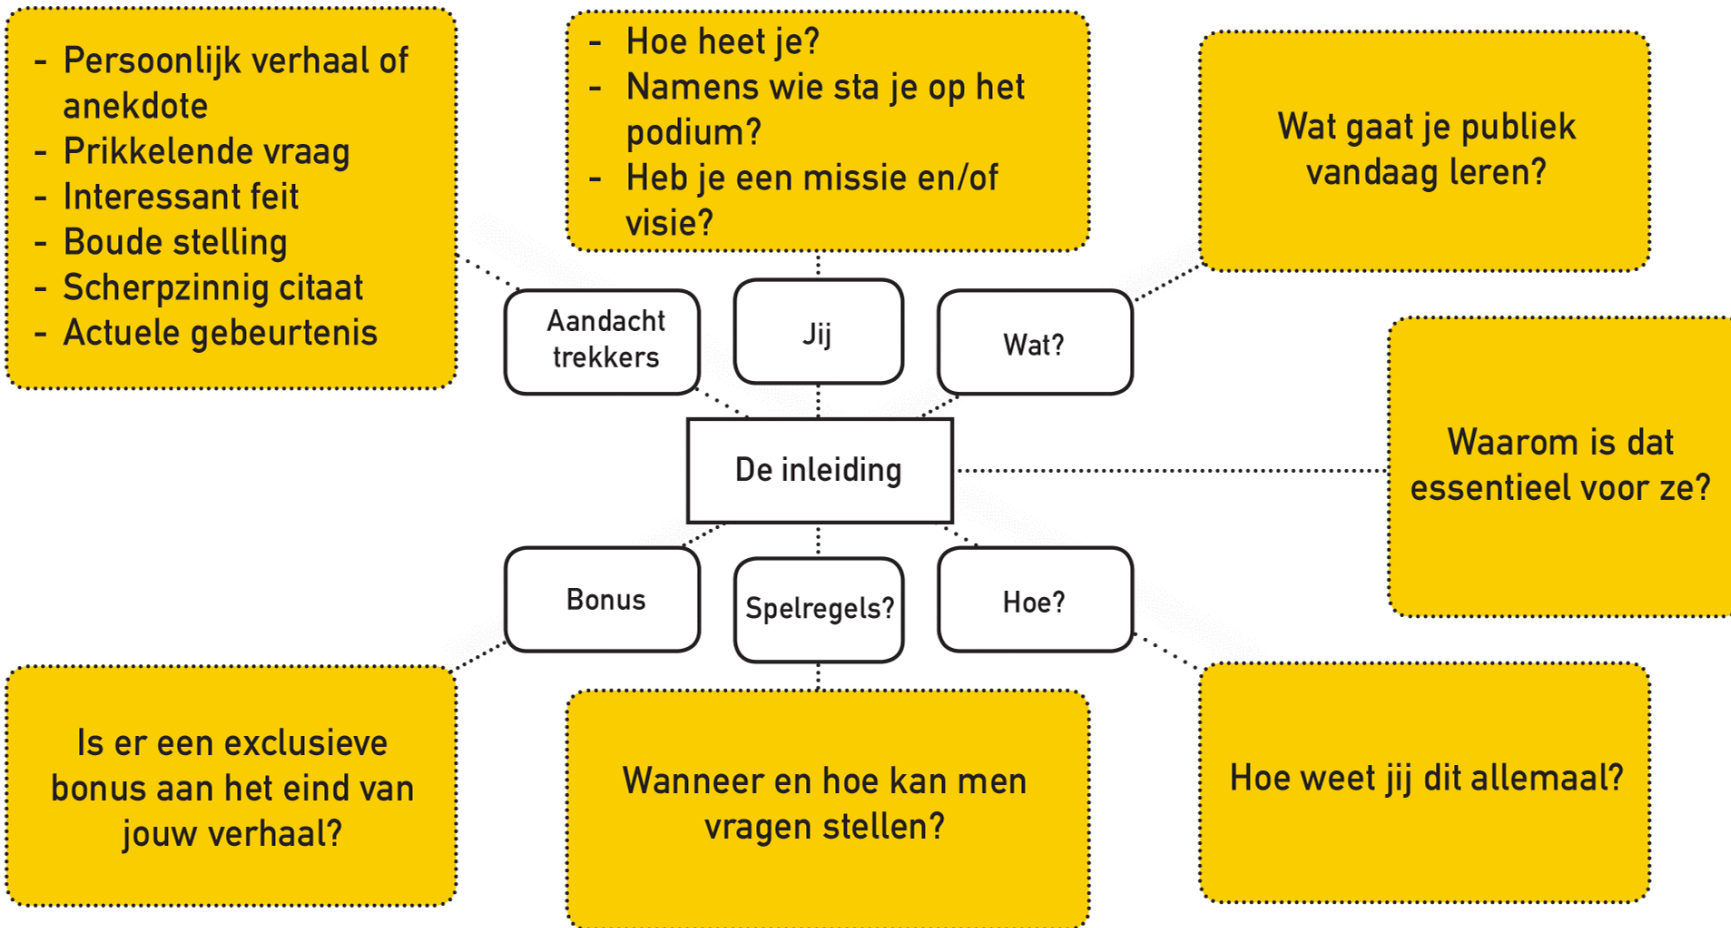 - Persoonlijk verhaal of
anekdote
- Prikkelende vraag
- Interessant feit
- Boude stelling
- Scherpzinnig citaat
- Actuele gebeurtenis
- Hoe heet je?
- Namens wie sta je op het
podium?
- Heb je een missie en/of
visie?
Wat gaat je publiek
vandaag leren?
Aandacht
trekkers
Jij
Wat?
De inleiding
Waarom is dat
essentieel voor ze?
Bonus
Spelregels?
Hoe?
Is er een exclusieve
bonus aan het eind van
jouw verhaal?
Wanneer en hoe kan men
vragen stellen?
Hoe weet jij dit allemaal?